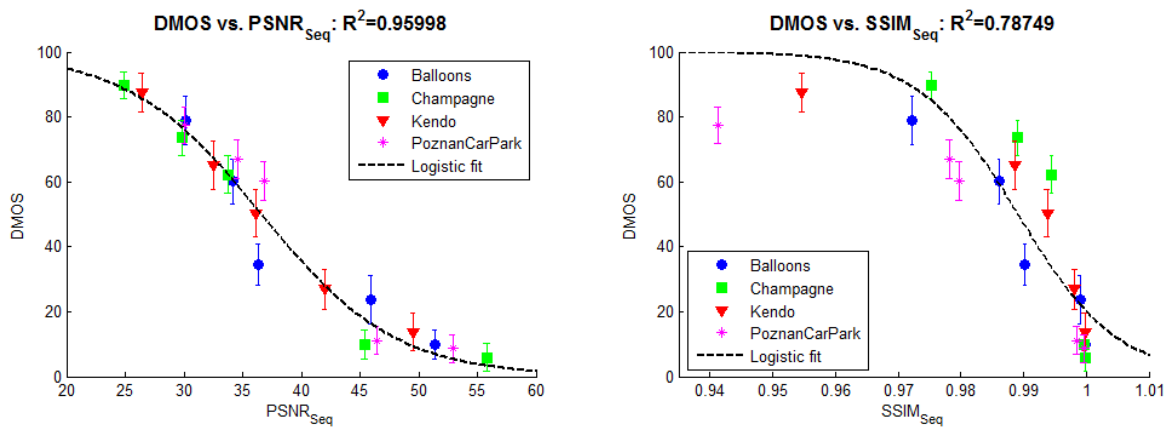 DMOS vs. PSNR_Seq: R²=0.95998
100
80
60
40
20
0
DMOS
20 25 30 35 40 45 50 55 60
PSNR_Seq
Balloons
Champagne
Kendo
PoznanCarPark
Logistic fit
DMOS vs. SSIM_Seq: R²=0.78749
100
80
60
40
20
0
DMOS
Balloons
Champagne
Kendo
PoznanCarPark
Logistic fit
0.94 0.95 0.96 0.97 0.98 0.99 1 1.01
SSIM_Seq